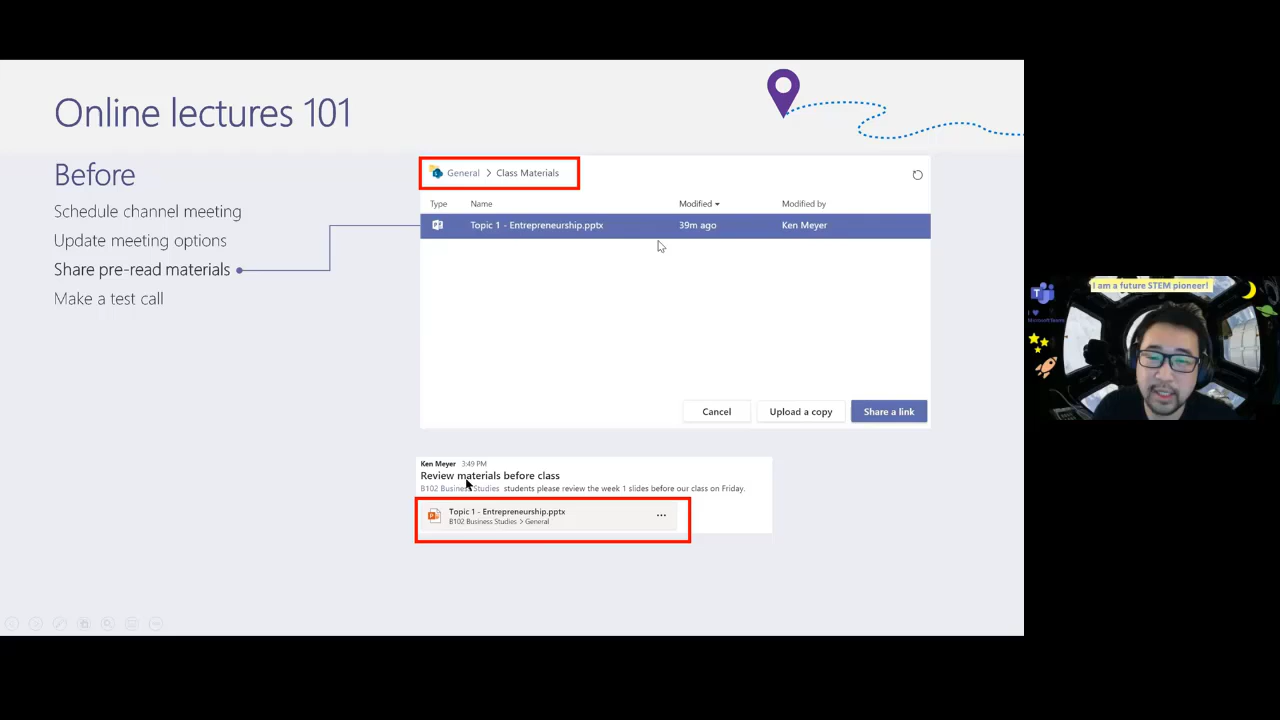 Online lectures 101
Before
Schedule channel meeting
Update meeting options
Share pre-read materials
Make a test call
General > Class Materials
Type Name Modified Modified by
Topic 1 - Entrepreneurship.pptx 39m ago Ken Meyer
Cancel Upload a copy Share a link
Ken Meyer 3:49 PM
Review materials before class
B102 Business Studies students please review the week 1 slides before our class on Friday.
Topic 1 - Entrepreneurship.pptx
...
B102 Business Studies > General
I am a future STEM pioneer!
T
I